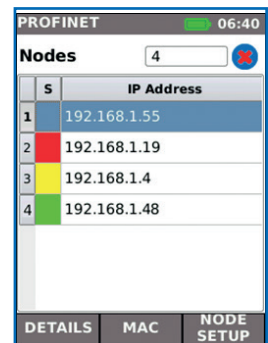 PROFINET 06:40
Nodes 4
S IP Address
1 192.168.1.55
2 192.168.1.19
3 192.168.1.4
4 192.168.1.48
DETAILS MAC NODE SETUP